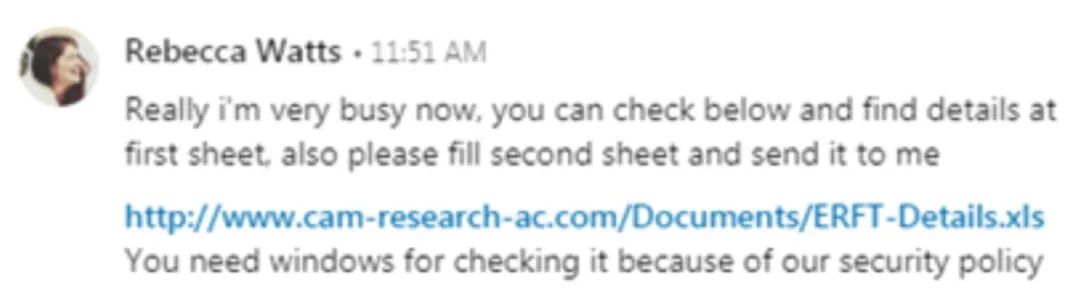 Rebecca Watts • 11:51 AM
Really i'm very busy now, you can check below and find details at
first sheet, also please fill second sheet and send it to me
http://www.cam-research-ac.com/Documents/ERFT-Details.xls
You need windows for checking it because of our security policy